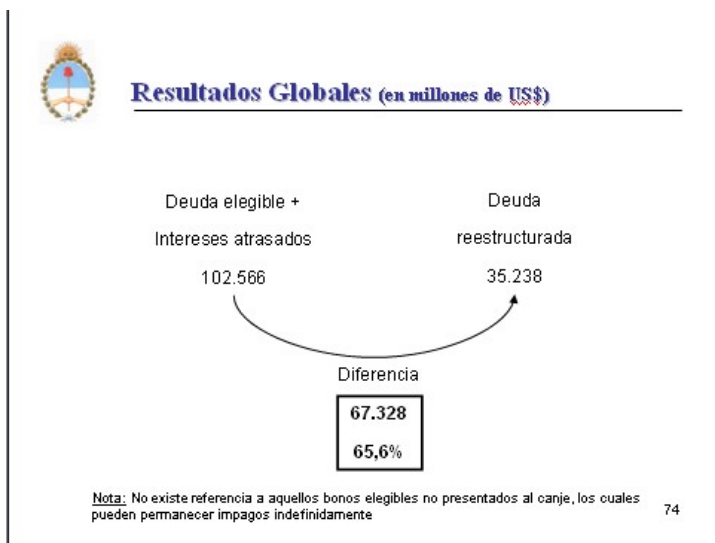 Resultados Globales (en millones de US$)
Deuda elegible +
Intereses atrasados
102.566
Deuda
reestructurada
35.238
Diferencia
67.328
65,6%
Nota: No existe referencia a aquellos bonos elegibles no presentados al canje, los cuales
pueden permanecer impagos indefinidamente
74